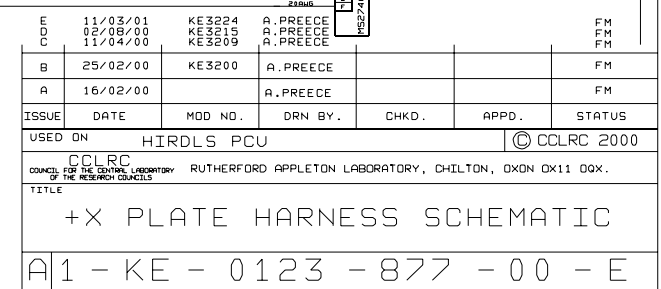 20AWG
F
MS2746
E 11/03/01 KE3224 A.PREECE FM
D 02/08/00 KE3215 A.PREECE FM
C 11/04/00 KE3209 A.PREECE FM
B 25/02/00 KE3200 A.PREECE FM
A 16/02/00 A.PREECE FM
ISSUE DATE MOD NO. DRN BY. CHKD. APPD. STATUS
USED ON HIRDLS PCU © CCLRC 2000
CCLRC
COUNCIL FOR THE CENTRAL LABORATORY
OF THE RESEARCH COUNCILS
RUTHERFORD APPLETON LABORATORY, CHILTON, OXON OX11 0QX.
TITLE
+X PLATE HARNESS SCHEMATIC
A1 - KE - 0123 - 877 - 00 - E